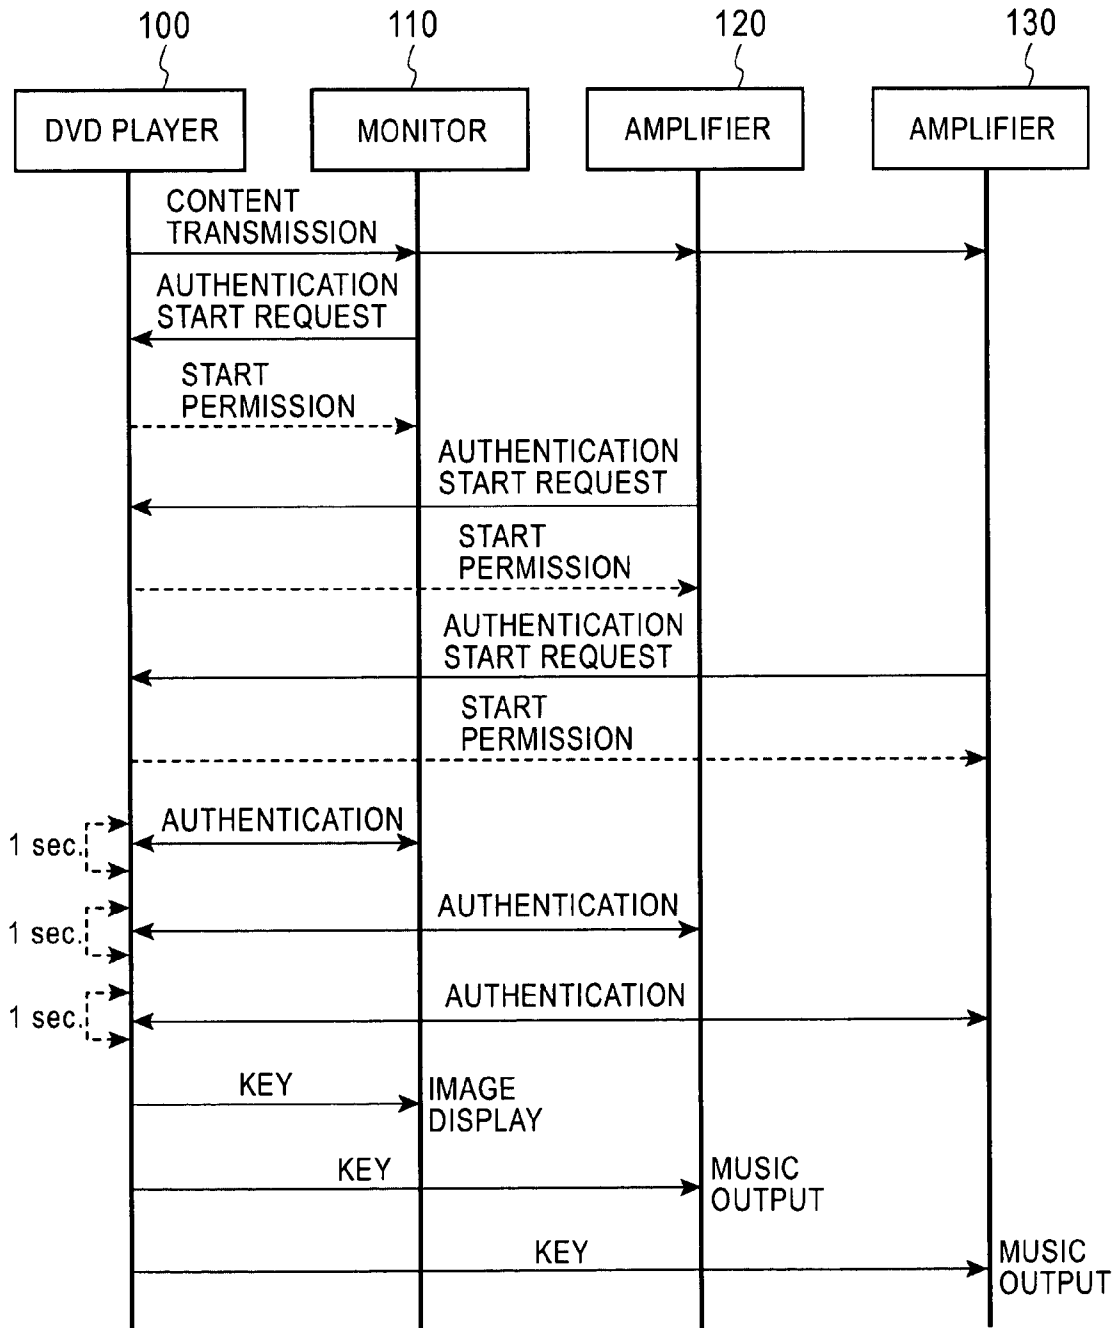 100
110
120
130
DVD PLAYER
MONITOR
AMPLIFIER
AMPLIFIER
CONTENT
TRANSMISSION
AUTHENTICATION
START REQUEST
START
PERMISSION
AUTHENTICATION
START REQUEST
START
PERMISSION
AUTHENTICATION
START REQUEST
START
PERMISSION
AUTHENTICATION
1 sec.
AUTHENTICATION
1 sec.
AUTHENTICATION
1 sec.
KEY
IMAGE
DISPLAY
KEY
MUSIC
OUTPUT
KEY
MUSIC
OUTPUT